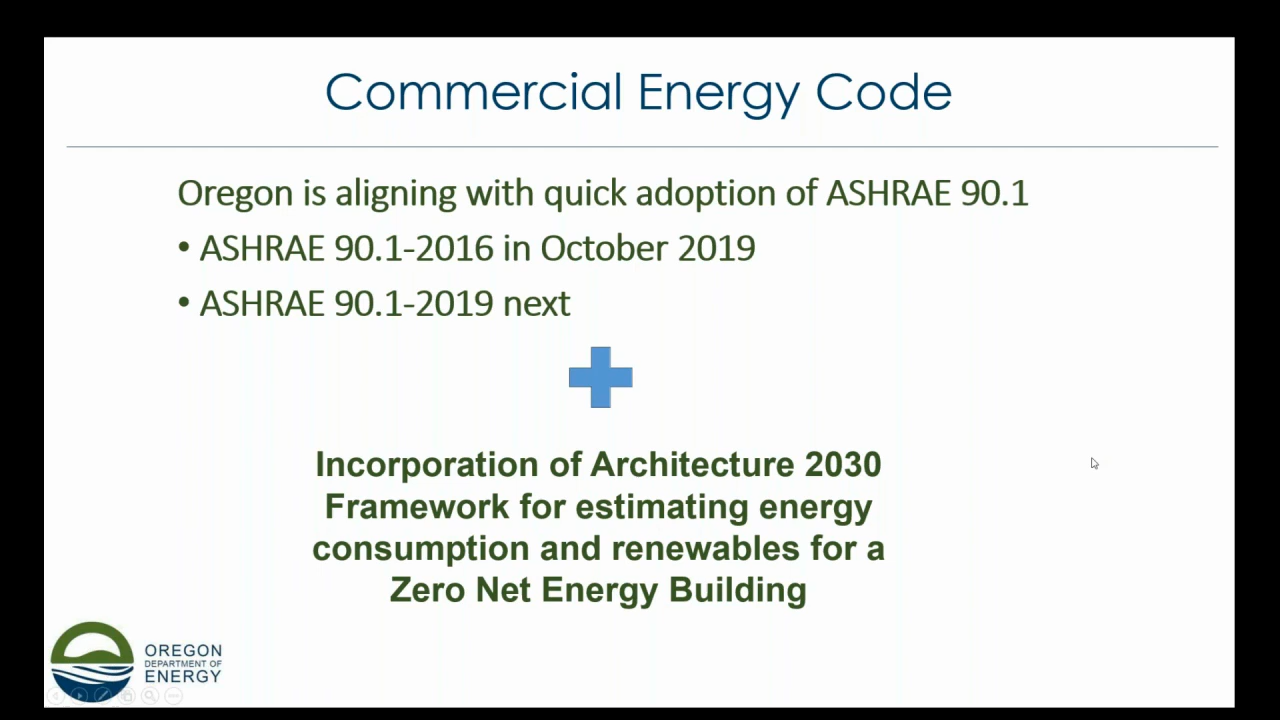 Commercial Energy Code
Oregon is aligning with quick adoption of ASHRAE 90.1
• ASHRAE 90.1-2016 in October 2019
• ASHRAE 90.1-2019 next
Incorporation of Architecture 2030
Framework for estimating energy
consumption and renewables for a
Zero Net Energy Building
OREGON
DEPARTMENT OF
ENERGY